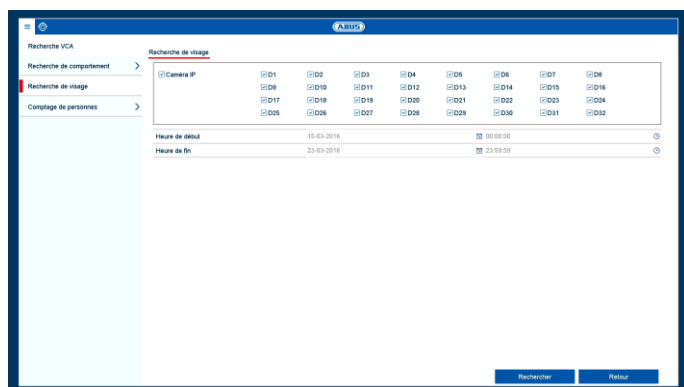 ABUS
Recherche VCA
Recherche de comportement
Recherche de visage
Comptage de personnes
Recherche de visage
Caméra IP D1 D2 D3 D4 D5 D6 D7 D8
D9 D10 D11 D12 D13 D14 D15 D16
D17 D18 D19 D20 D21 D22 D23 D24
D25 D26 D27 D28 D29 D30 D31 D32
Heure de début 15-03-2016 00:00:00
Heure de fin 23-03-2016 23:59:59
Rechercher Retour